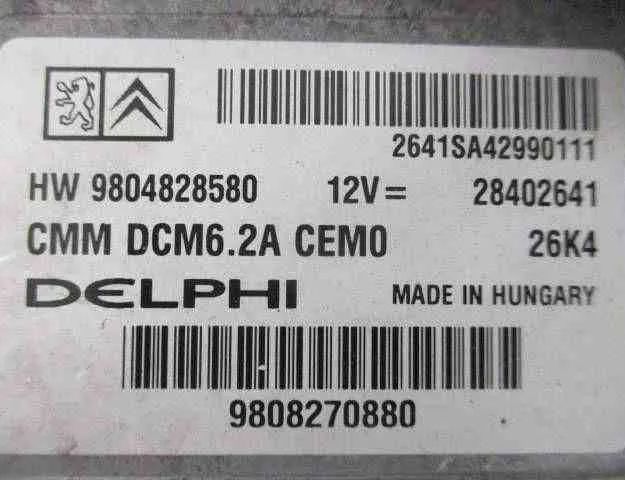 2641SA42990111
HW 9804828580 12V= 28402641
CMM DCM6.2A CEM0 26K4
DELPHI MADE IN HUNGARY
9808270880